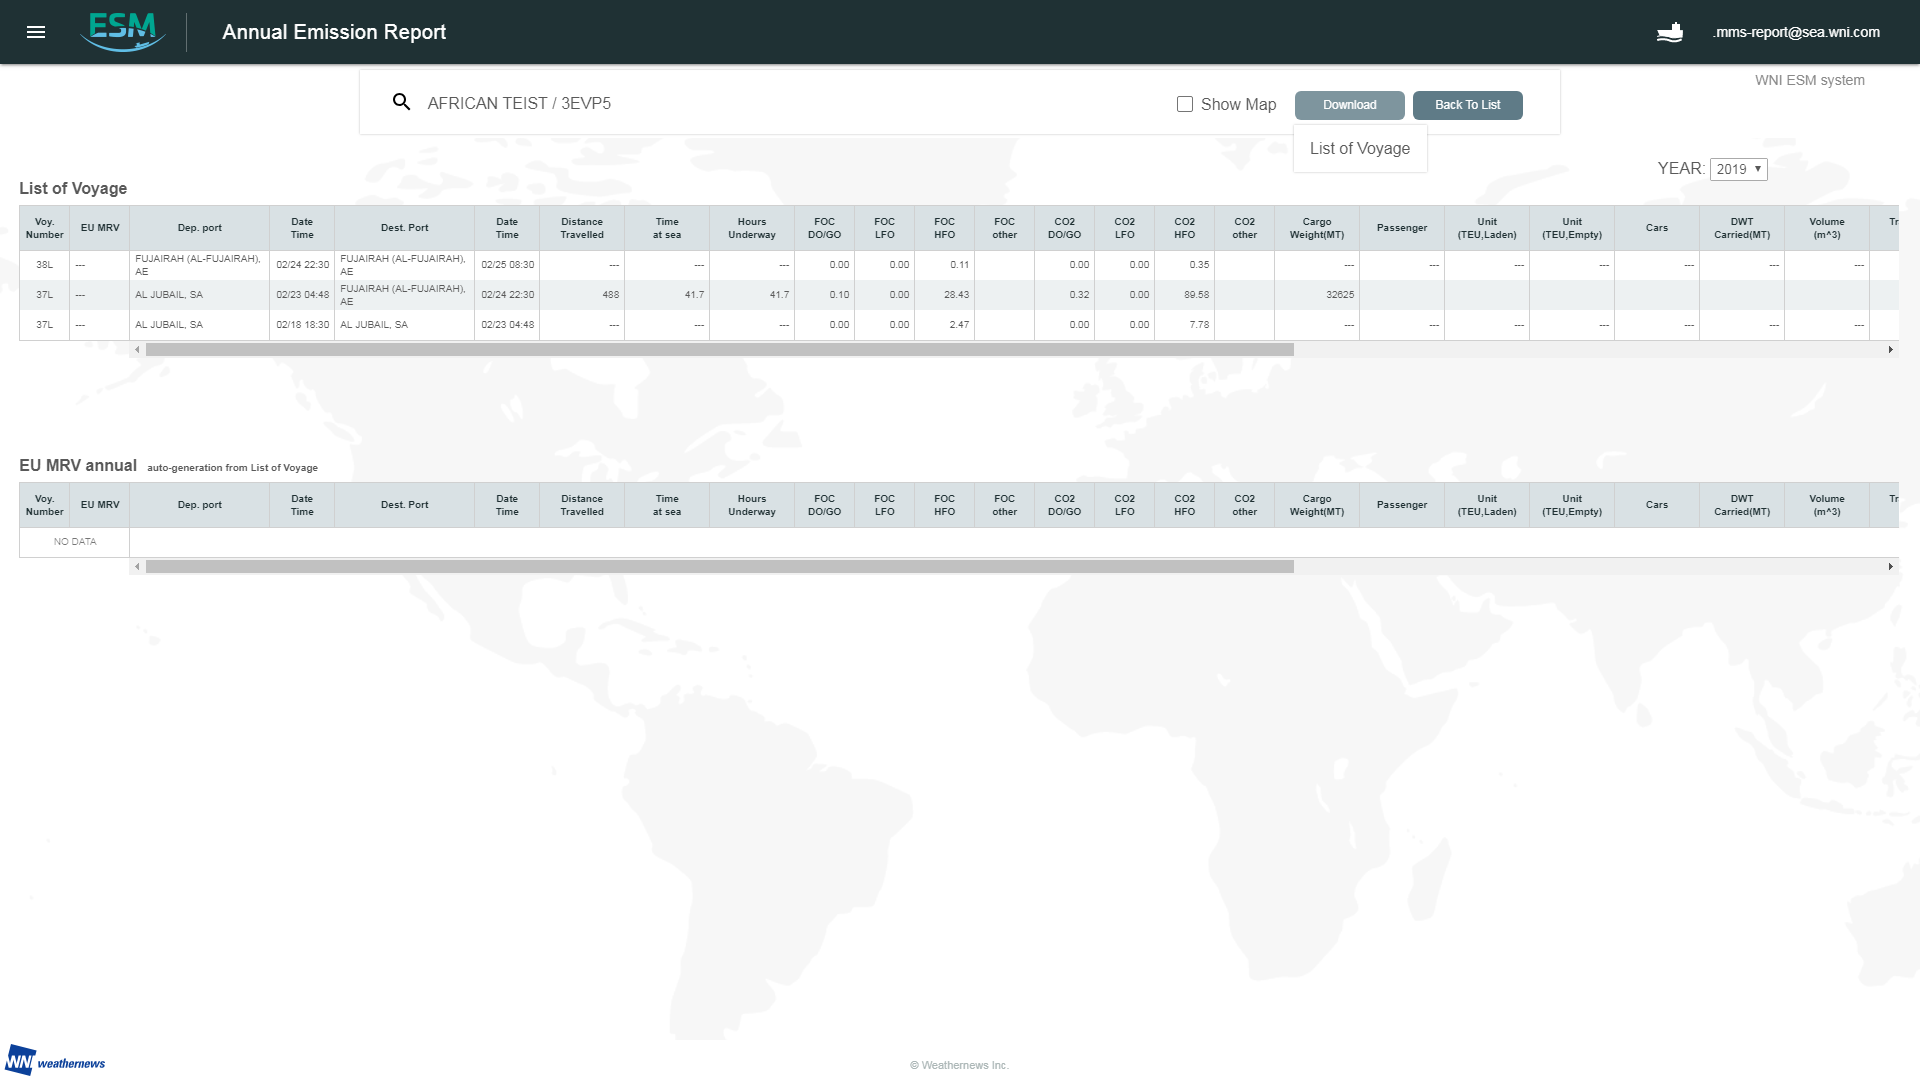 ESM
Annual Emission Report
.mms-report@sea.wni.com
WNI ESM system
AFRICAN TEIST / 3EVP5
Show Map
Download
Back To List
List of Voyage
YEAR: 2019
List of Voyage
Voy. Number EU MRV Dep. port Date Time Dest. Port Date Time Distance Travelled Time at sea Hours Underway FOC DO/GO FOC LFO FOC HFO FOC other CO2 DO/GO CO2 LFO CO2 HFO CO2 other Cargo Weight(MT) Passenger Unit (TEU,Laden) Unit (TEU,Empty) Cars DWT Carried(MT) Volume (m^3) Tr
38L --- FUJAIRAH (AL-FUJAIRAH), AE 02/24 22:30 FUJAIRAH (AL-FUJAIRAH), AE 02/25 08:30 --- --- --- 0.00 0.00 0.11 0.00 0.00 0.35 --- --- --- --- --- --- ---
37L --- AL JUBAIL, SA 02/23 04:48 FUJAIRAH (AL-FUJAIRAH), AE 02/24 22:30 488 41.7 41.7 0.10 0.00 28.43 0.32 0.00 89.58 32625
37L --- AL JUBAIL, SA 02/18 18:30 AL JUBAIL, SA 02/23 04:48 --- --- --- 0.00 0.00 2.47 0.00 0.00 7.78 --- --- --- --- --- --- ---
EU MRV annual auto-generation from List of Voyage
Voy. Number EU MRV Dep. port Date Time Dest. Port Date Time Distance Travelled Time at sea Hours Underway FOC DO/GO FOC LFO FOC HFO FOC other CO2 DO/GO CO2 LFO CO2 HFO CO2 other Cargo Weight(MT) Passenger Unit (TEU,Laden) Unit (TEU,Empty) Cars DWT Carried(MT) Volume (m^3) Tr
NO DATA
WNI weathernews
© Weathernews Inc.